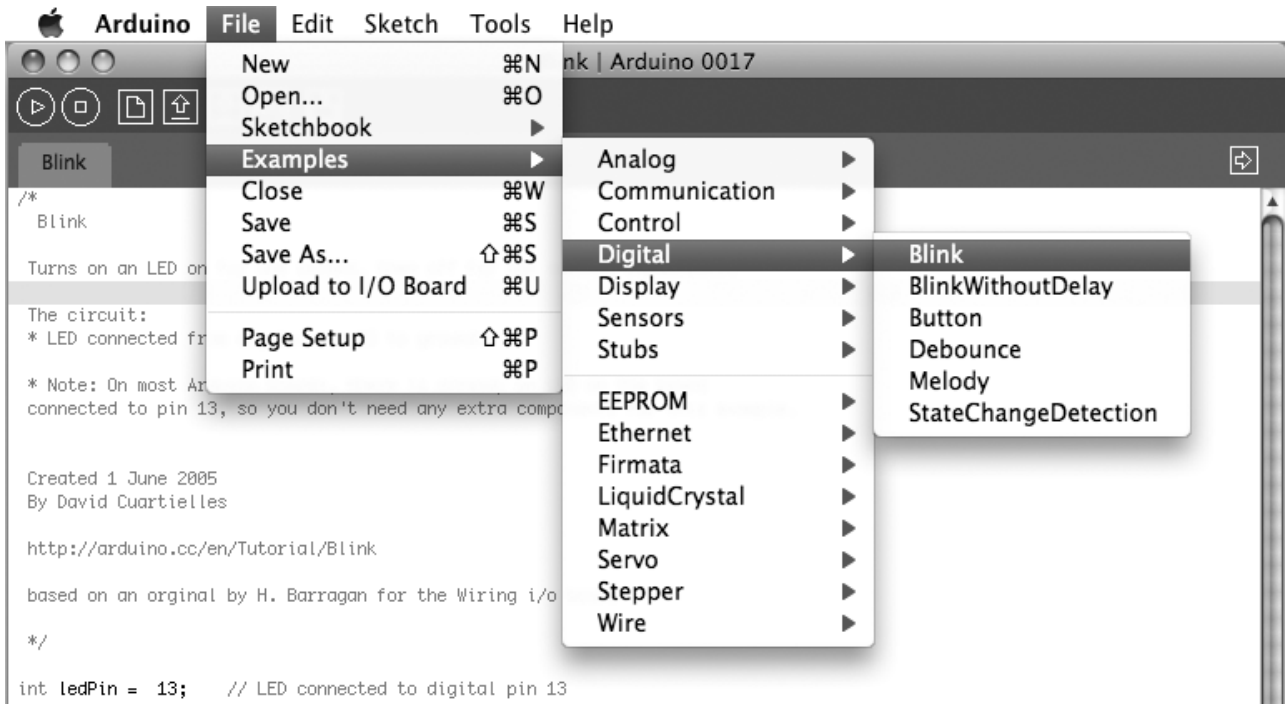 Arduino File Edit Sketch Tools Help
nk | Arduino 0017
New ⌘N
Open... ⌘O
Sketchbook
Examples
Close ⌘W
Save ⌘S
Save As... ⇧⌘S
Upload to I/O Board ⌘U
Page Setup ⇧⌘P
Print ⌘P
Analog
Communication
Control
Digital
Display
Sensors
Stubs
EEPROM
Ethernet
Firmata
LiquidCrystal
Matrix
Servo
Stepper
Wire
Blink
BlinkWithoutDelay
Button
Debounce
Melody
StateChangeDetection
Blink
/*
Blink
Turns on an LED on
The circuit:
* LED connected fr
* Note: On most Ar
connected to pin 13, so you don't need any extra compo
Created 1 June 2005
By David Cuartielles
http://arduino.cc/en/Tutorial/Blink
based on an orginal by H. Barragan for the Wiring i/o
*/
int ledPin = 13; // LED connected to digital pin 13